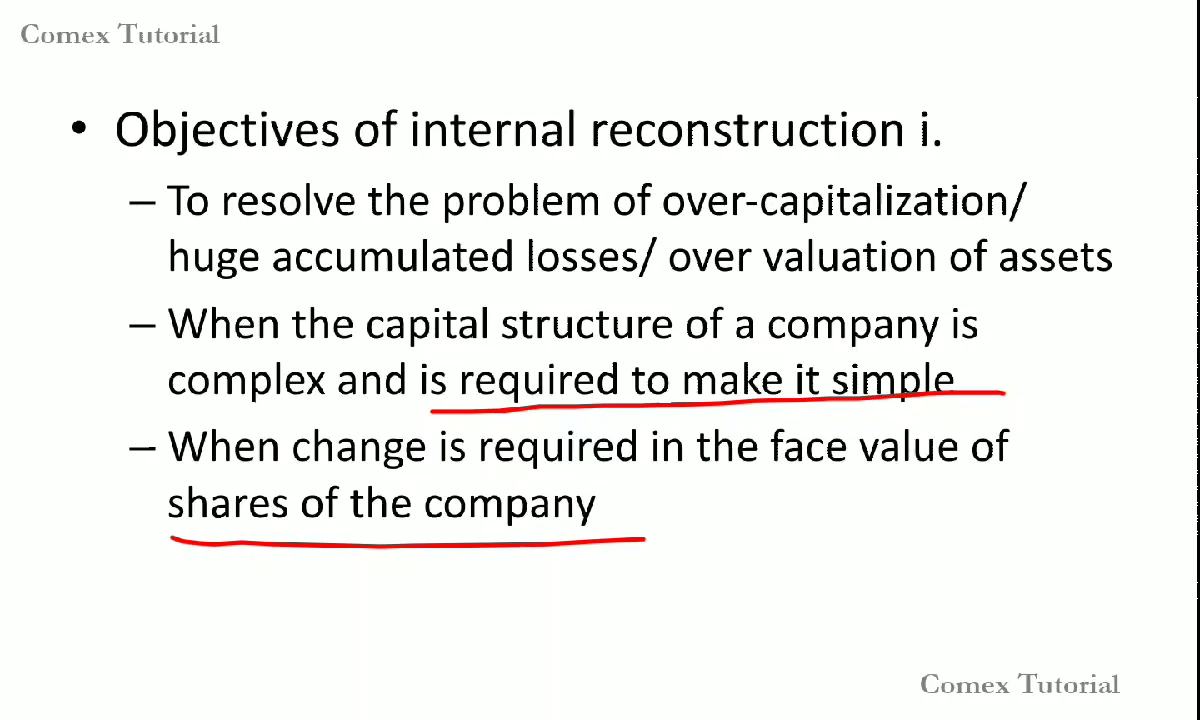 Comex Tutorial
• Objectives of internal reconstruction i.
– To resolve the problem of over-capitalization/
huge accumulated losses/ over valuation of assets
– When the capital structure of a company is
complex and is required to make it simple
– When change is required in the face value of
shares of the company
Comex Tutorial